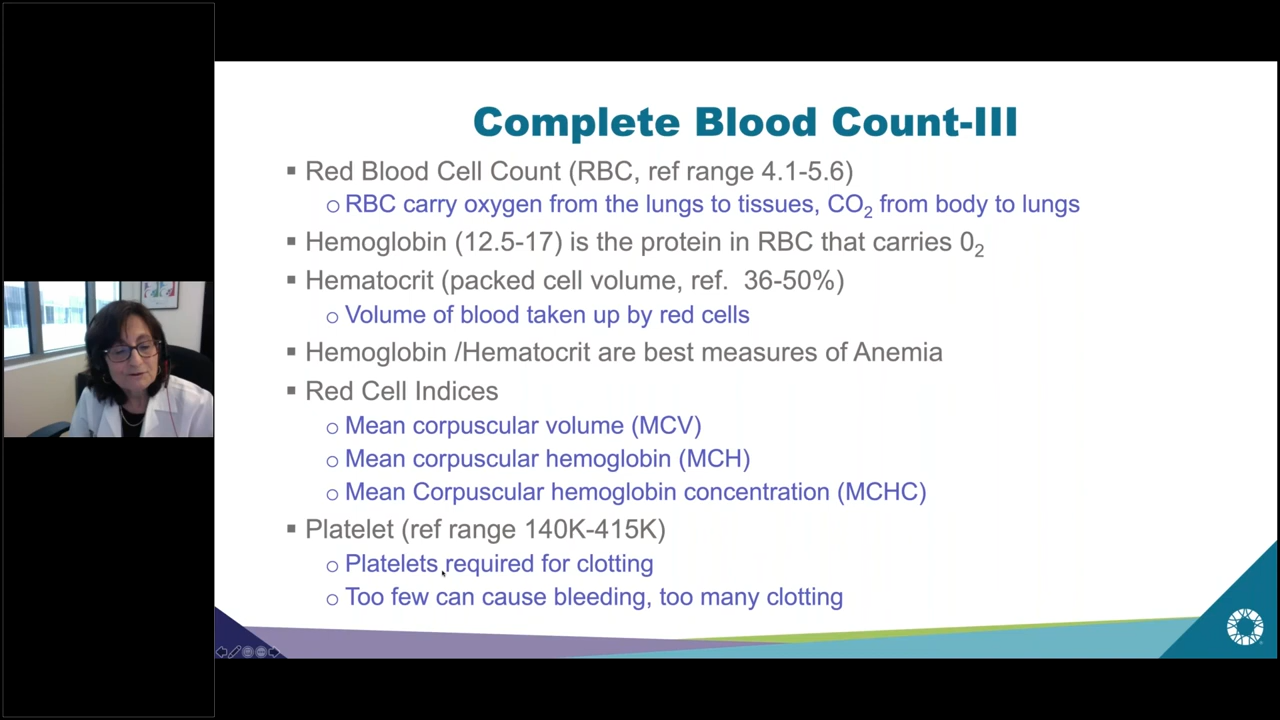 Complete Blood Count-III
▪ Red Blood Cell Count (RBC, ref range 4.1-5.6)
○ RBC carry oxygen from the lungs to tissues, CO₂ from body to lungs
▪ Hemoglobin (12.5-17) is the protein in RBC that carries 0₂
▪ Hematocrit (packed cell volume, ref. 36-50%)
○ Volume of blood taken up by red cells
▪ Hemoglobin /Hematocrit are best measures of Anemia
▪ Red Cell Indices
○ Mean corpuscular volume (MCV)
○ Mean corpuscular hemoglobin (MCH)
○ Mean Corpuscular hemoglobin concentration (MCHC)
▪ Platelet (ref range 140K-415K)
○ Platelets required for clotting
○ Too few can cause bleeding, too many clotting